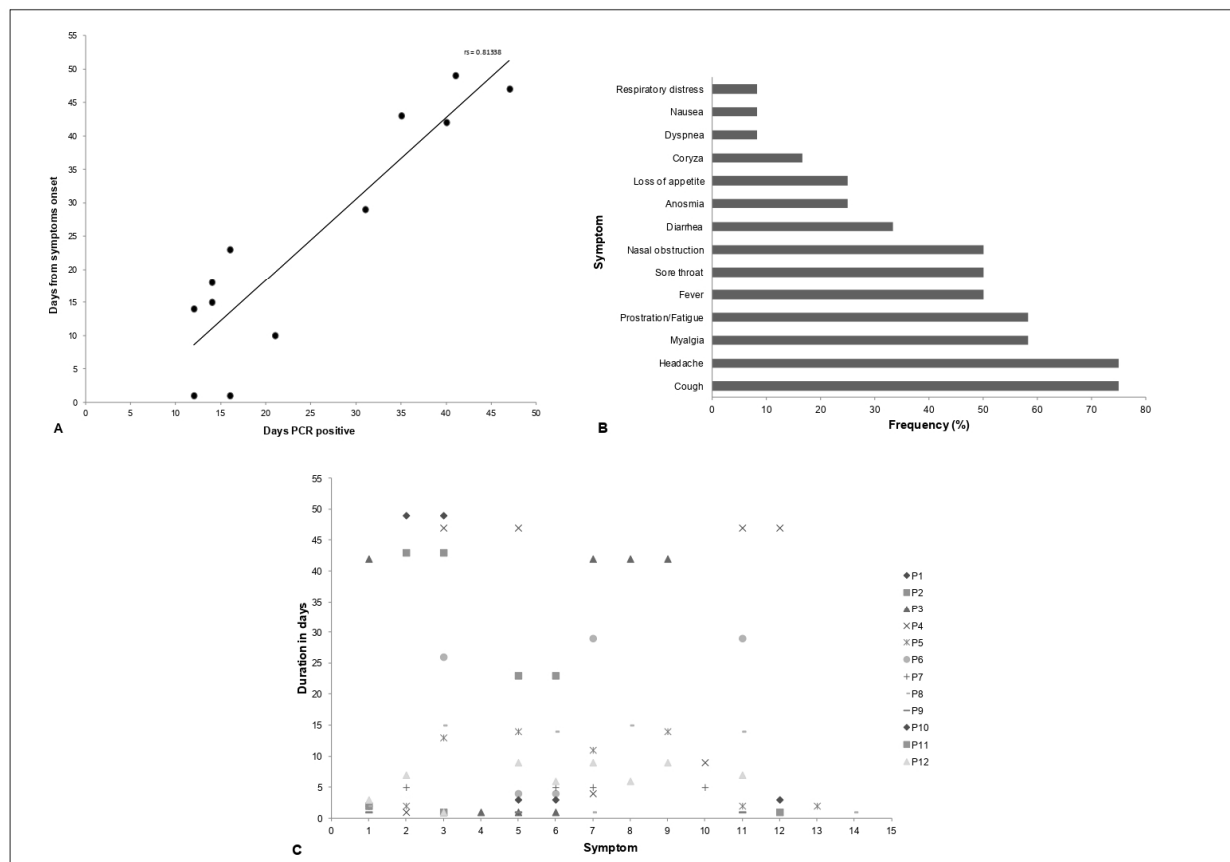 rs = 0.81358
Days from symptoms onset
55
50
45
40
35
30
25
20
15
10
5
0
0 5 10 15 20 25 30 35 40 45 50
Days PCR positive
A
Symptom
Respiratory distress
Nausea
Dyspnea
Coryza
Loss of appetite
Anosmia
Diarrhea
Nasal obstruction
Sore throat
Fever
Prostration/Fatigue
Myalgia
Headache
Cough
0 10 20 30 40 50 60 70 80
Frequency (%)
B
Duration in days
55
50
45
40
35
30
25
20
15
10
5
0
0 1 2 3 4 5 6 7 8 9 10 11 12 13 14 15
Symptom
C
P1
P2
P3
P4
P5
P6
P7
P8
P9
P10
P11
P12